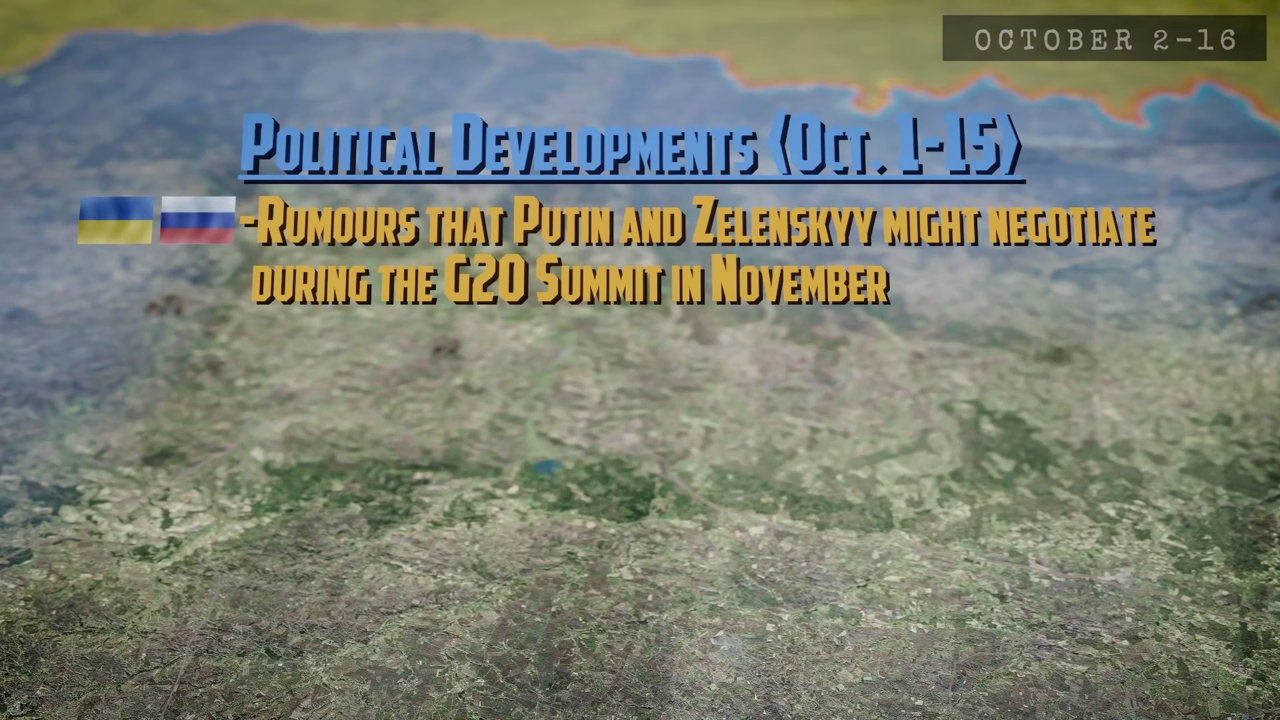 OCTOBER 2-16
Political Developments (Oct. 1-15)
-Rumours that Putin and Zelenskyy might negotiate
during the G20 Summit in November